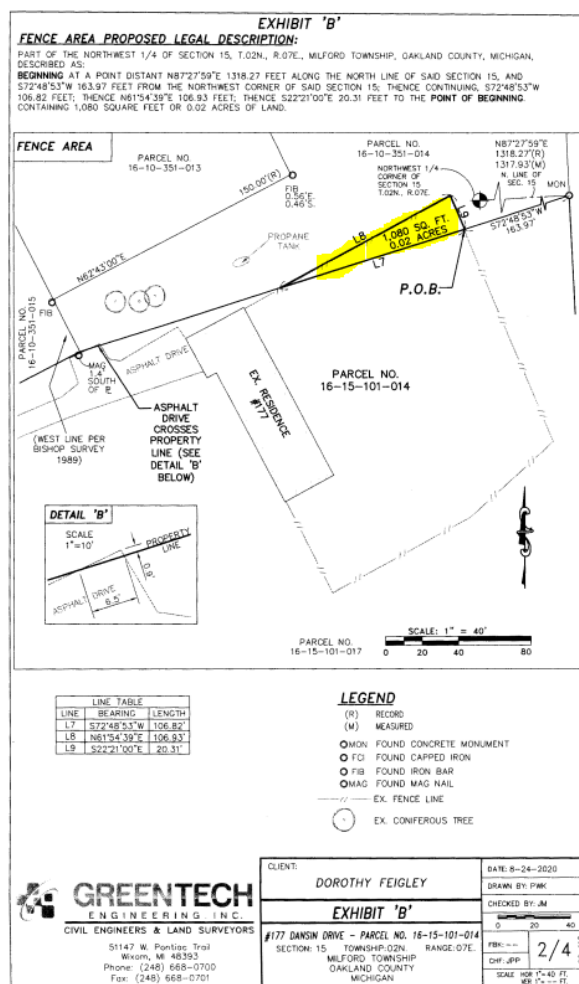 EXHIBIT 'B'
FENCE AREA PROPOSED LEGAL DESCRIPTION:
PART OF THE NORTHWEST 1/4 OF SECTION 15, T.02N., R.07E., MILFORD TOWNSHIP, OAKLAND COUNTY, MICHIGAN,
DESCRIBED AS:
BEGINNING AT A POINT DISTANT N87°27'59"E 1318.27 FEET ALONG THE NORTH LINE OF SAID SECTION 15, AND
S72°48'53"W 163.97 FEET FROM THE NORTHWEST CORNER OF SAID SECTION 15; THENCE CONTINUING, S72°48'53"W
106.82 FEET; THENCE N61°54'39"E 106.93 FEET; THENCE S22°21'00"E 20.31 FEET TO THE POINT OF BEGINNING.
CONTAINING 1,080 SQUARE FEET OR 0.02 ACRES OF LAND.
FENCE AREA
PARCEL NO.
16-10-351-013
150.00'(R)
FIB
0.56'E.
0.46'S.
PARCEL NO.
16-10-351-014
NORTHWEST 1/4
CORNER OF
SECTION 15
T.02N., R.07E.
N87°27'59"E
1318.27'(R)
1317.93'(M)
N. LINE OF
SEC. 15
MON
S72°48'53"W
163.97'
L9
L8
1,080 SQ. FT.
0.02 ACRES
L7
P.O.B.
PROPANE
TANK
N62°43'00"E
FIB
PARCEL NO.
16-10-351-015
MAG
1.4'
SOUTH
OF
ASPHALT DRIVE
(WEST LINE PER
BISHOP SURVEY
1989)
ASPHALT
DRIVE
CROSSES
PROPERTY
LINE (SEE
DETAIL 'B'
BELOW)
EX. RESIDENCE
#177
PARCEL NO.
16-15-101-014
DETAIL 'B'
SCALE
1"=10'
PROPERTY
LINE
ASPHALT DRIVE
6.5'
0.9'
PARCEL NO.
16-15-101-017
SCALE: 1" = 40'
0 20 40 80
LINE TABLE
LINE BEARING LENGTH
L7 S72°48'53"W 106.82'
L8 N61°54'39"E 106.93'
L9 S22°21'00"E 20.31'
LEGEND
(R) RECORD
(M) MEASURED
MON FOUND CONCRETE MONUMENT
FCI FOUND CAPPED IRON
FIB FOUND IRON BAR
MAG FOUND MAG NAIL
EX. FENCE LINE
EX. CONIFEROUS TREE
GREENTECH
ENGINEERING INC.
CIVIL ENGINEERS & LAND SURVEYORS
51147 W. Pontiac Trail
Wixom, MI 48393
Phone: (248) 668-0700
Fax: (248) 668-0701
CLIENT:
DOROTHY FEIGLEY
EXHIBIT 'B'
#177 DANSIN DRIVE - PARCEL NO. 16-15-101-014
SECTION: 15 TOWNSHIP:02N. RANGE:07E.
MILFORD TOWNSHIP
OAKLAND COUNTY
MICHIGAN
DATE: 8-24-2020
DRAWN BY: PWK
CHECKED BY: JM
0 20 40
FBK: --
CHF: JPP
2/4
SCALE HOR 1"=40 FT.
VER 1"= -- FT.